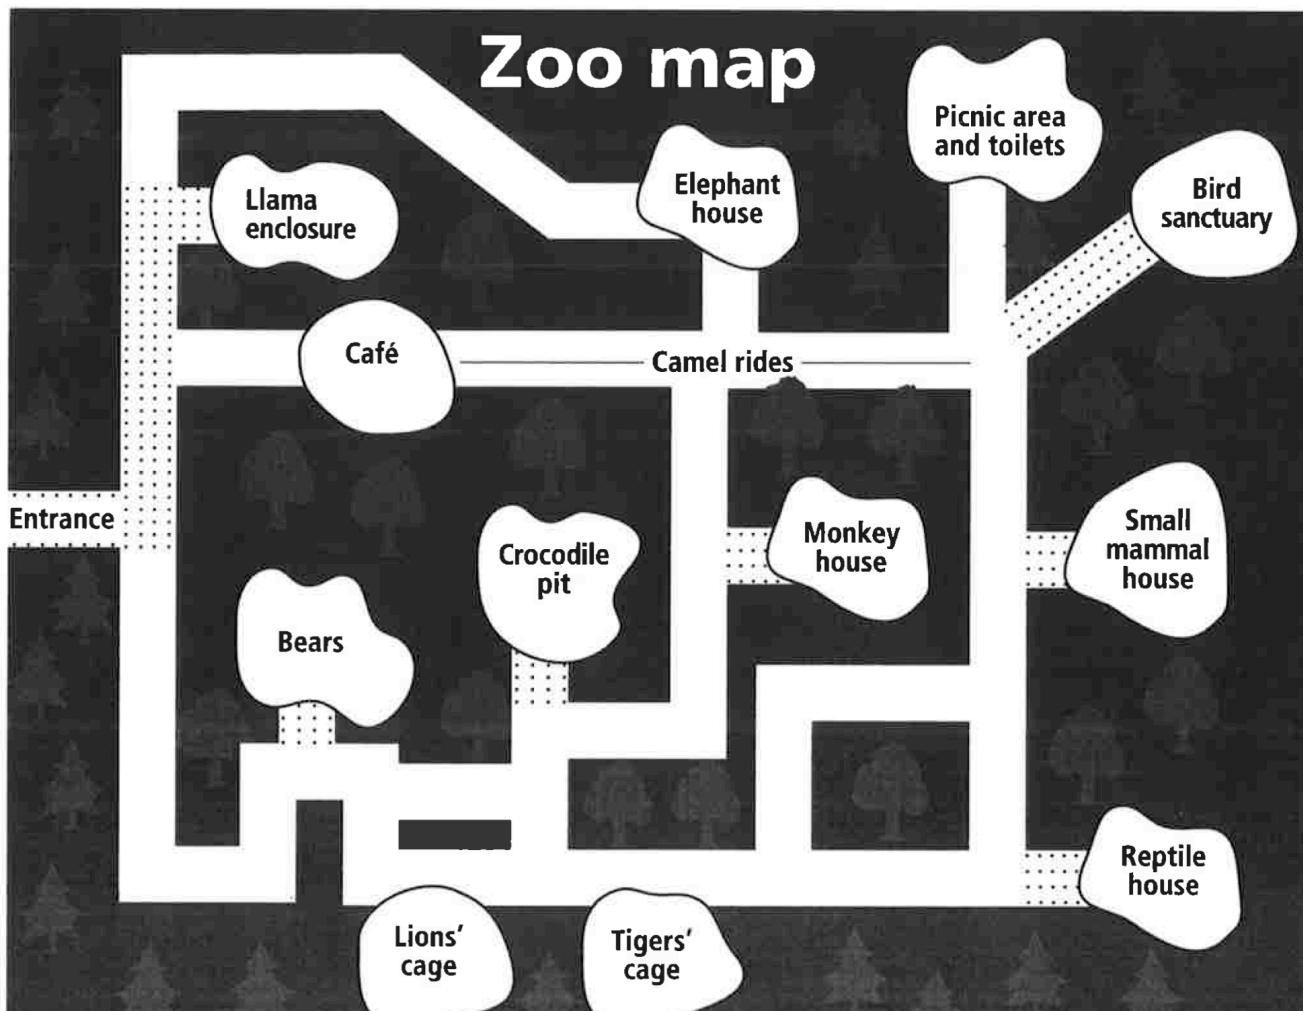 Zoo map
Picnic area
and toilets
Elephant
house
Bird
sanctuary
Llama
enclosure
Café
Camel rides
Entrance
Crocodile
pit
Monkey
house
Small
mammal
house
Bears
Reptile
house
Lions'
cage
Tigers'
cage